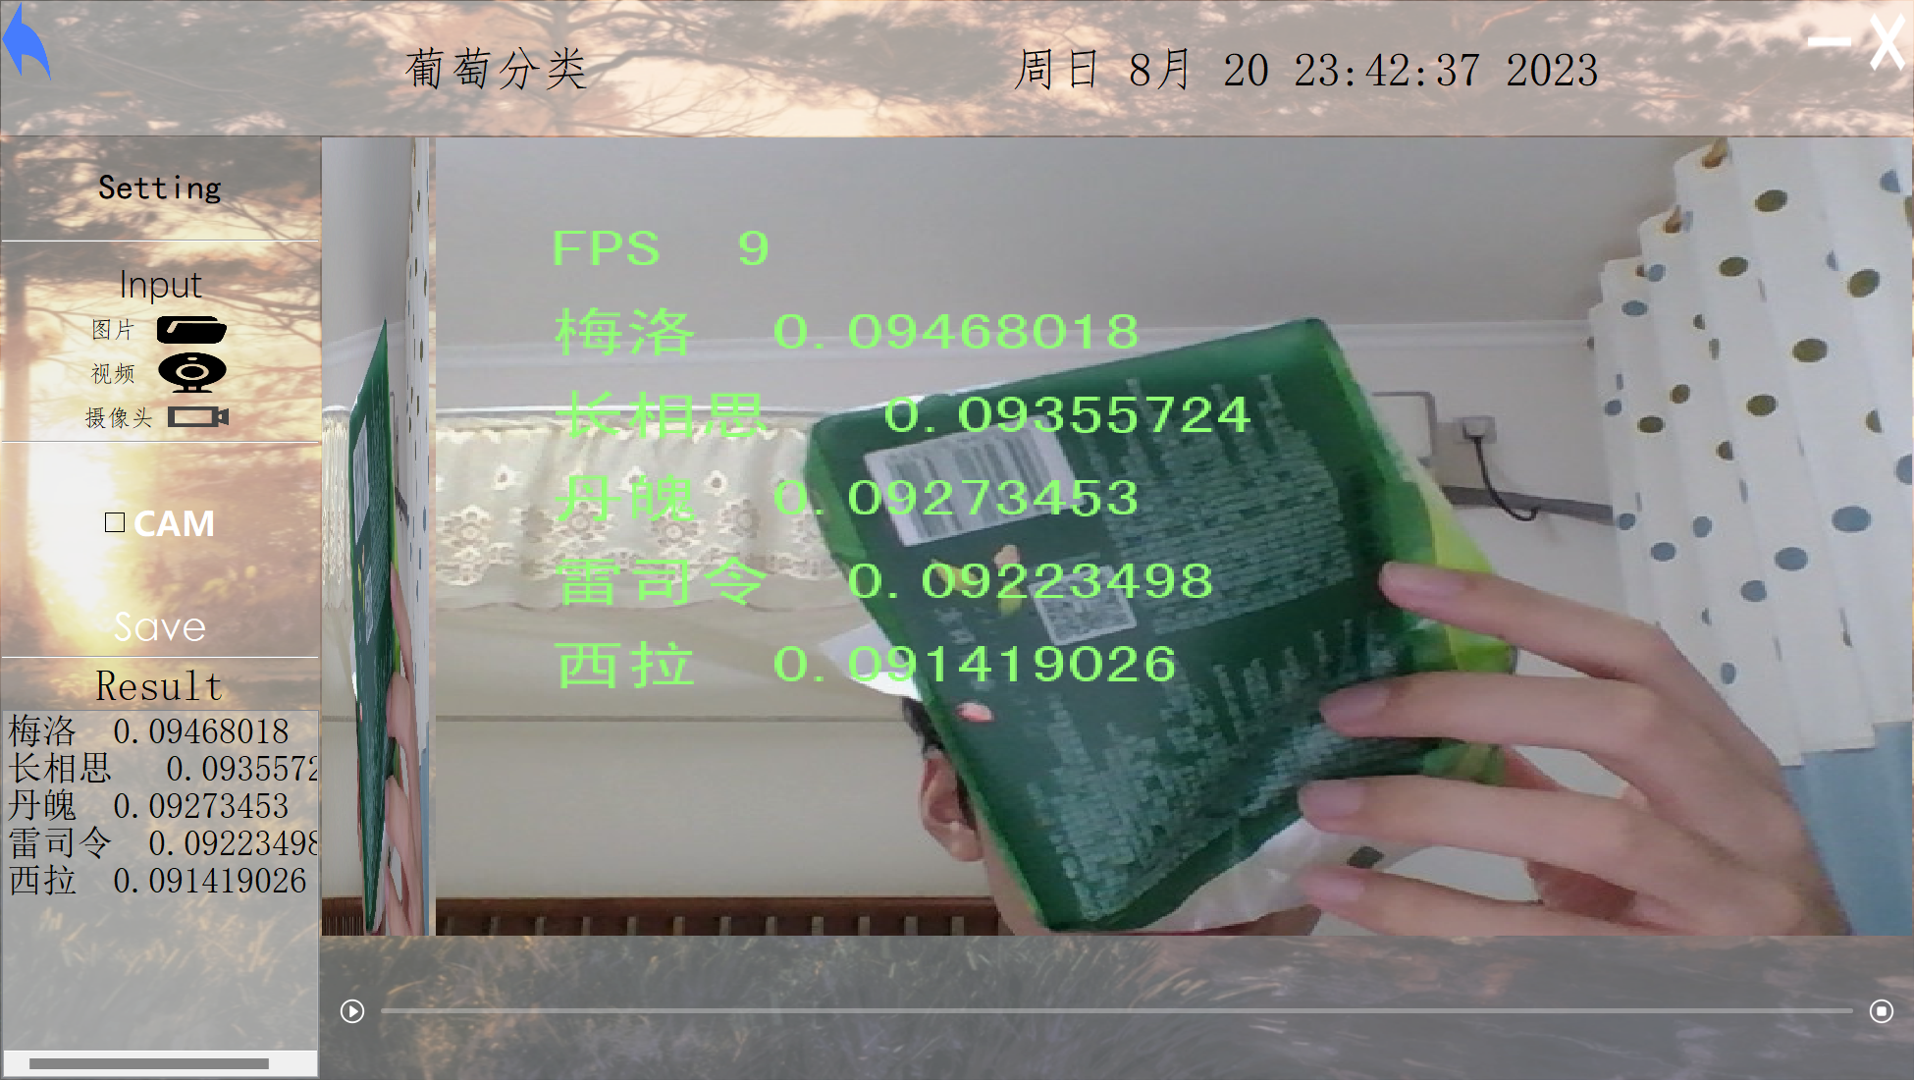 葡萄分类
周日 8月 20 23:42:37 2023
Setting
Input
图片
视频
摄像头
CAM
Save
Result
梅洛 0.09468018
长相思 0.0935572
丹魄 0.09273453
雷司令 0.09223498
西拉 0.091419026
FPS 9
梅洛 0.09468018
长相思 0.09355724
丹魄 0.09273453
雷司令 0.09223498
西拉 0.091419026